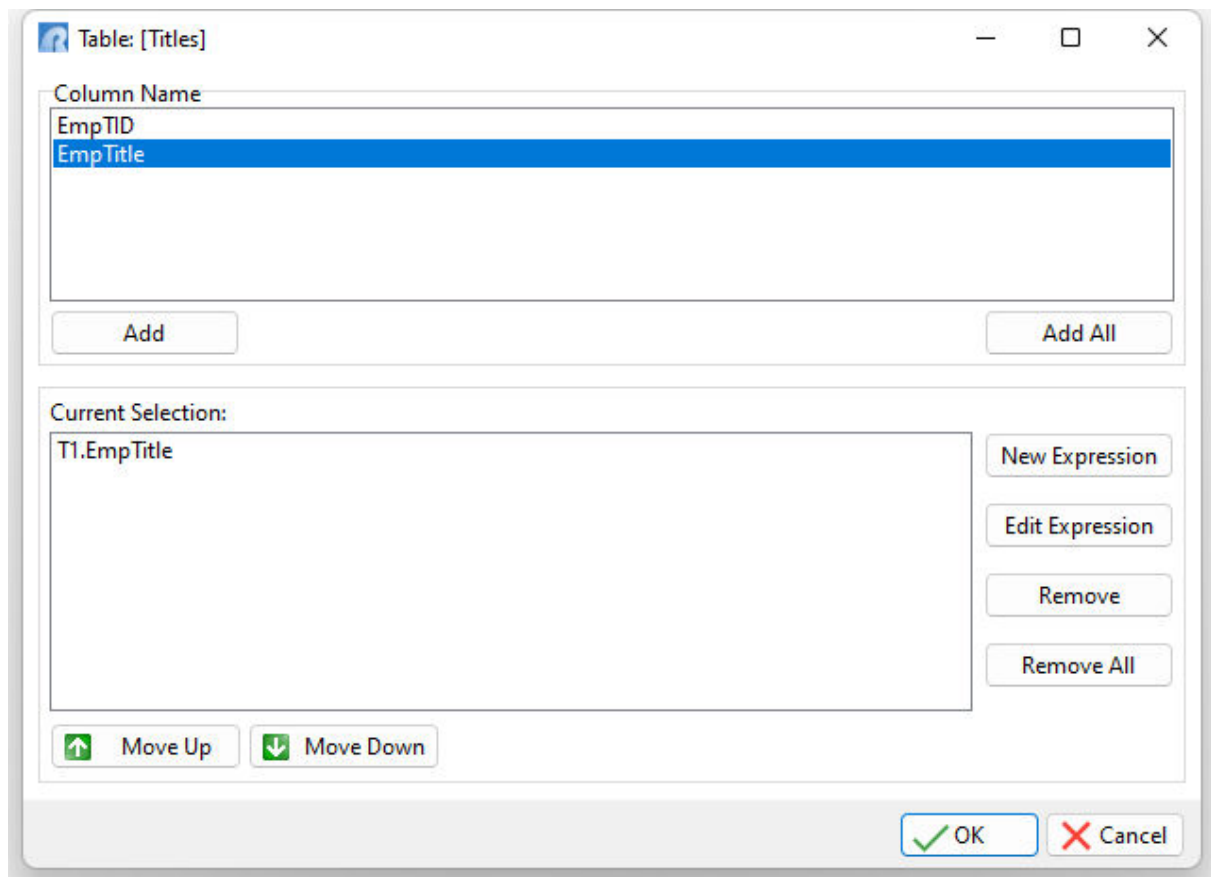 Table: [Titles]
Column Name
EmpTID
EmpTitle
Add
Add All
Current Selection:
T1.EmpTitle
New Expression
Edit Expression
Remove
Remove All
Move Up
Move Down
OK
Cancel